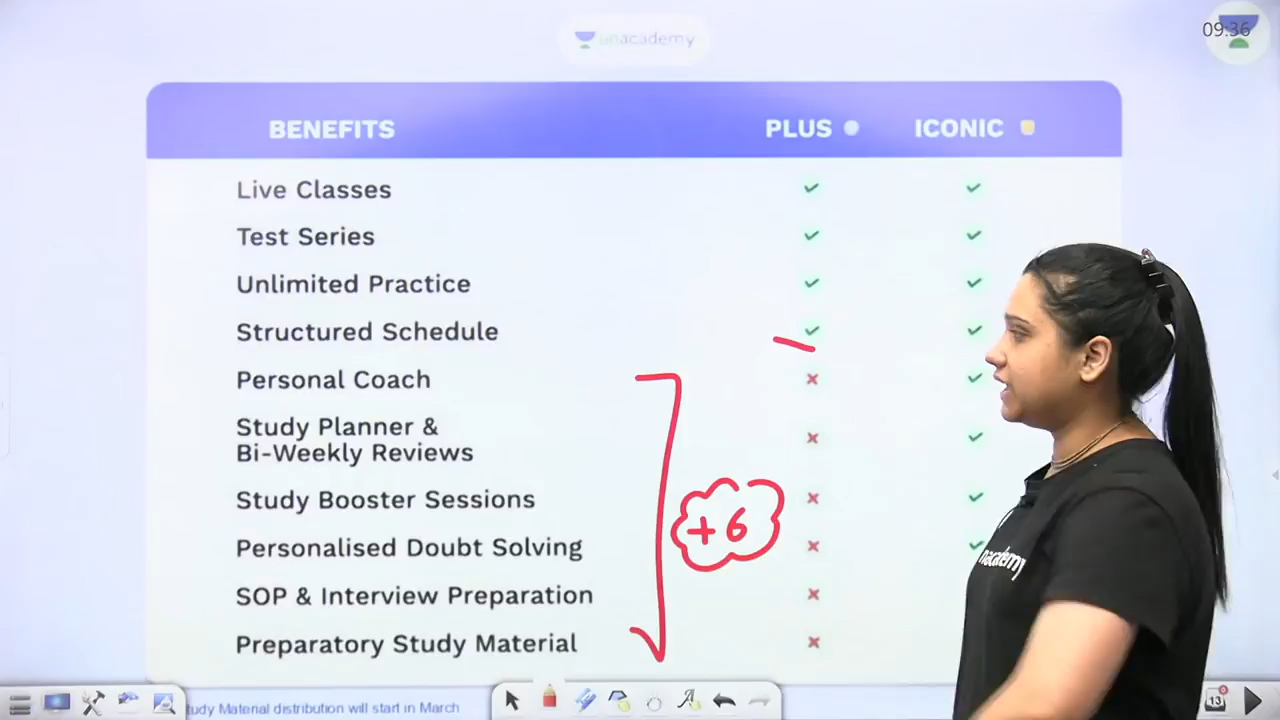 unacademy
09:36
BENEFITS PLUS ICONIC
Live Classes
Test Series
Unlimited Practice
Structured Schedule
Personal Coach
Study Planner &
Bi-Weekly Reviews
Study Booster Sessions
+6
Personalised Doubt Solving
nacademy
SOP & Interview Preparation
Preparatory Study Material
udy Material distribution will start in March
13